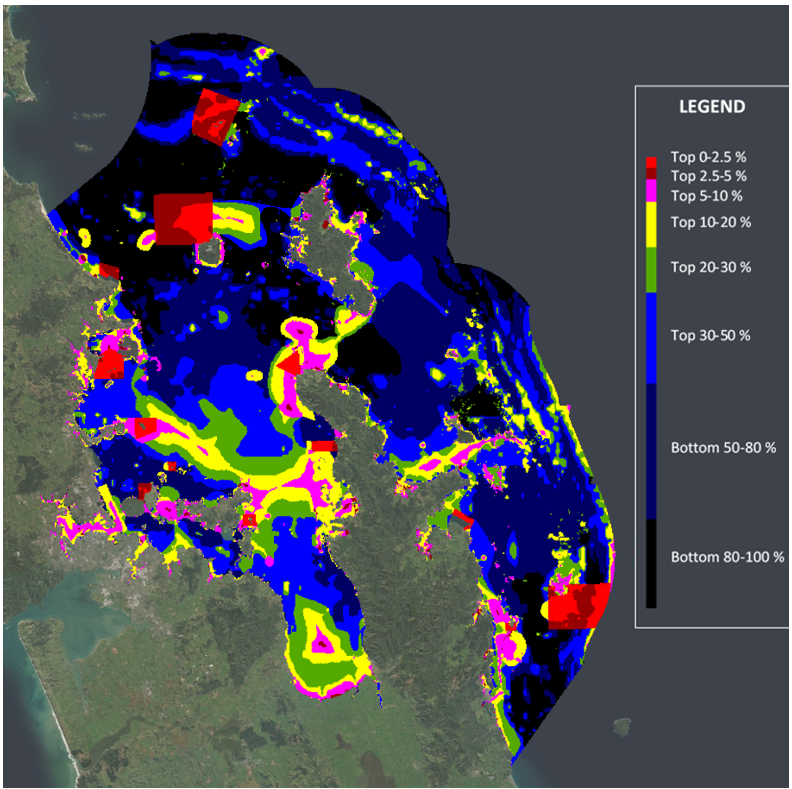 LEGEND
Top 0-2.5 %
Top 2.5-5 %
Top 5-10 %
Top 10-20 %
Top 20-30 %
Top 30-50 %
Bottom 50-80 %
Bottom 80-100 %